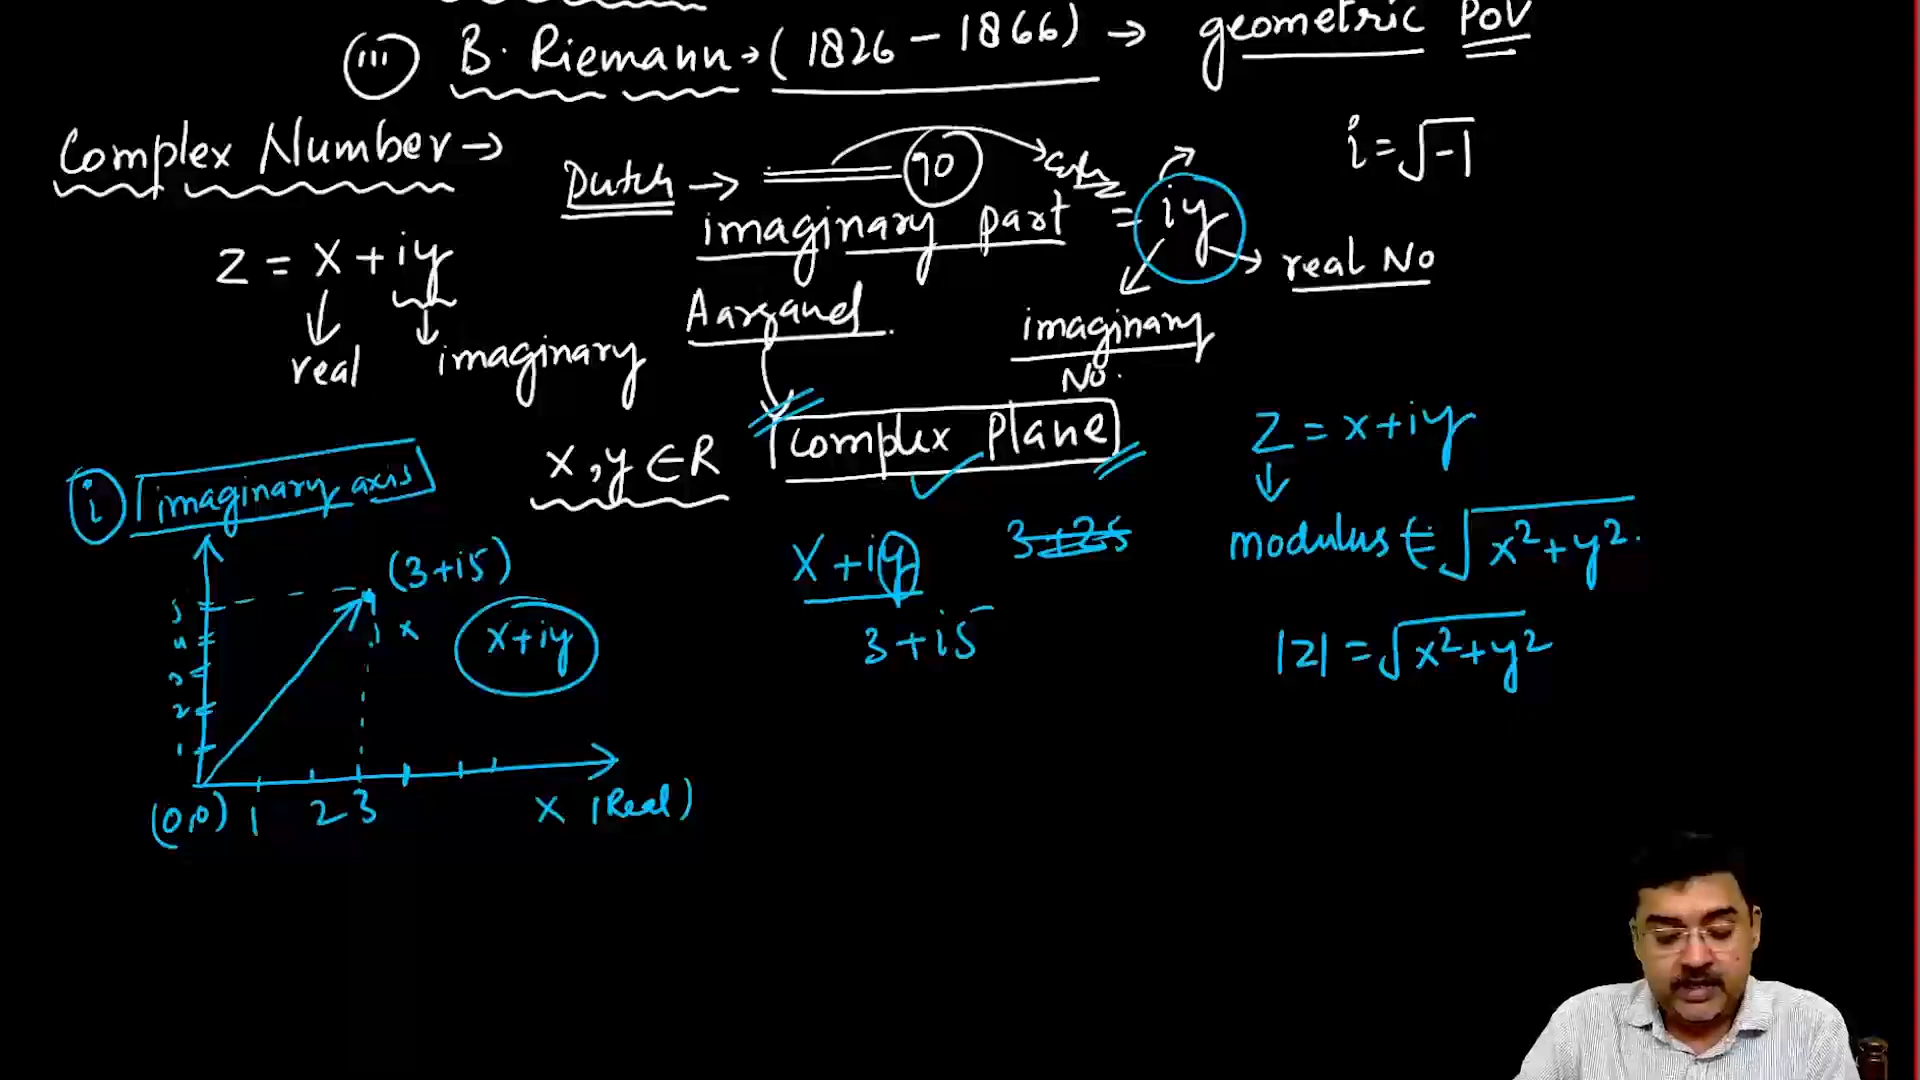 (iii) B. Riemann → (1826 - 1866) → geometric PoV
Complex Number →
Dutch → 90
i = √-1
imaginary part = iy
real No
z = x + iy
real
imaginary
Aargand
imaginary
No.
Complex Plane
x, y ∈ R
z = x + iy
(i) imaginary axis
modulus ∈ √x² + y².
(3 + i5)
x + iy
x
x + iy
3 + i5
|z| = √x² + y²
5
4
3
2
1
(0,0) 1 2 3 X (Real)